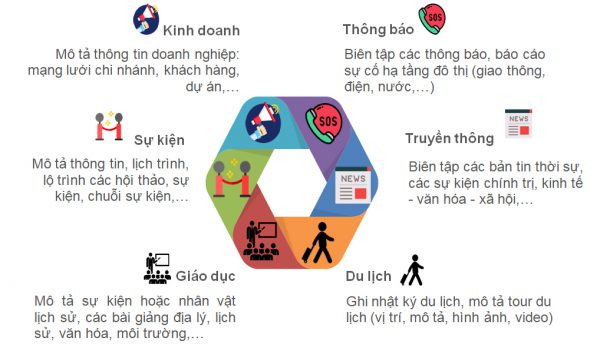 Kinh doanh
Mô tả thông tin doanh nghiệp:
mạng lưới chi nhánh, khách hàng,
dự án,...
Thông báo
Biên tập các thông báo, báo cáo
sự cố hạ tầng đô thị (giao thông,
điện, nước,...)
Sự kiện
Mô tả thông tin, lịch trình,
lộ trình các hội thảo, sự
kiện, chuỗi sự kiện,...
Truyền thông
Biên tập các bản tin thời sự,
các sự kiện chính trị, kinh tế
- văn hóa - xã hội,...
Giáo dục
Mô tả sự kiện hoặc nhân vật
lịch sử, các bài giảng địa lý, lịch
sử, văn hóa, môi trường,...
Du lịch
Ghi nhật ký du lịch, mô tả tour du
lịch (vị trí, mô tả, hình ảnh, video)
SOS
SOS
NEWS
NEWS